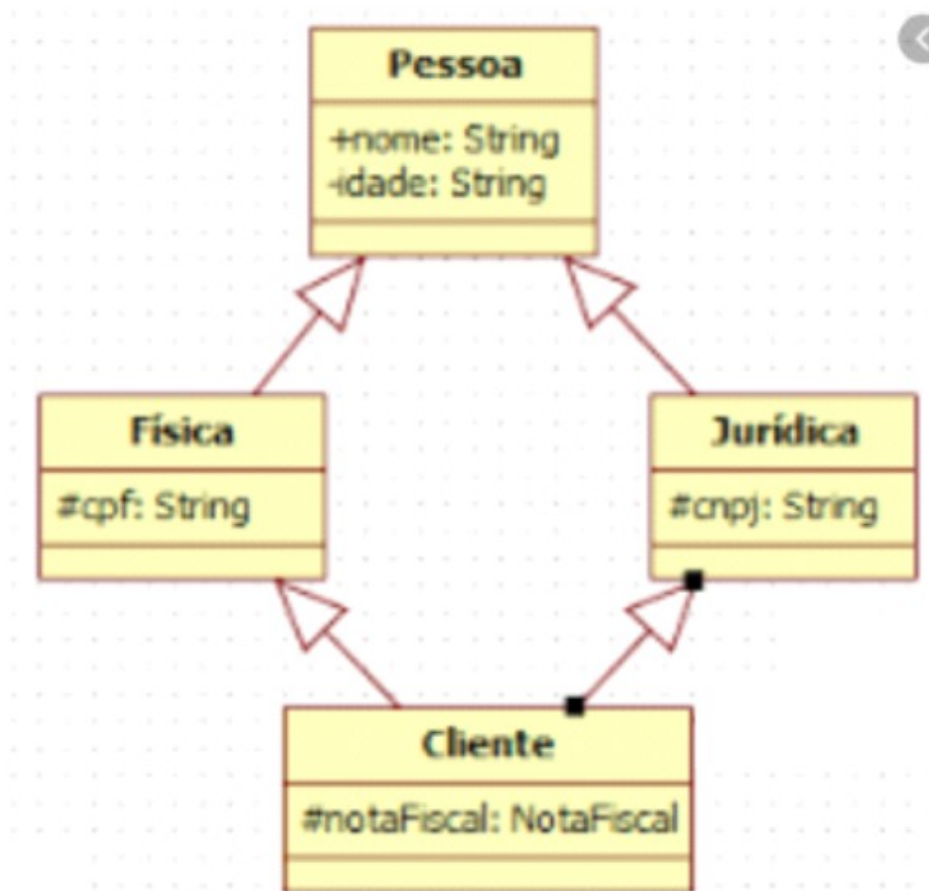 Pessoa
+nome: String
-idade: String
Física
#cpf: String
Jurídica
#cnpj: String
Cliente
#notaFiscal: NotaFiscal